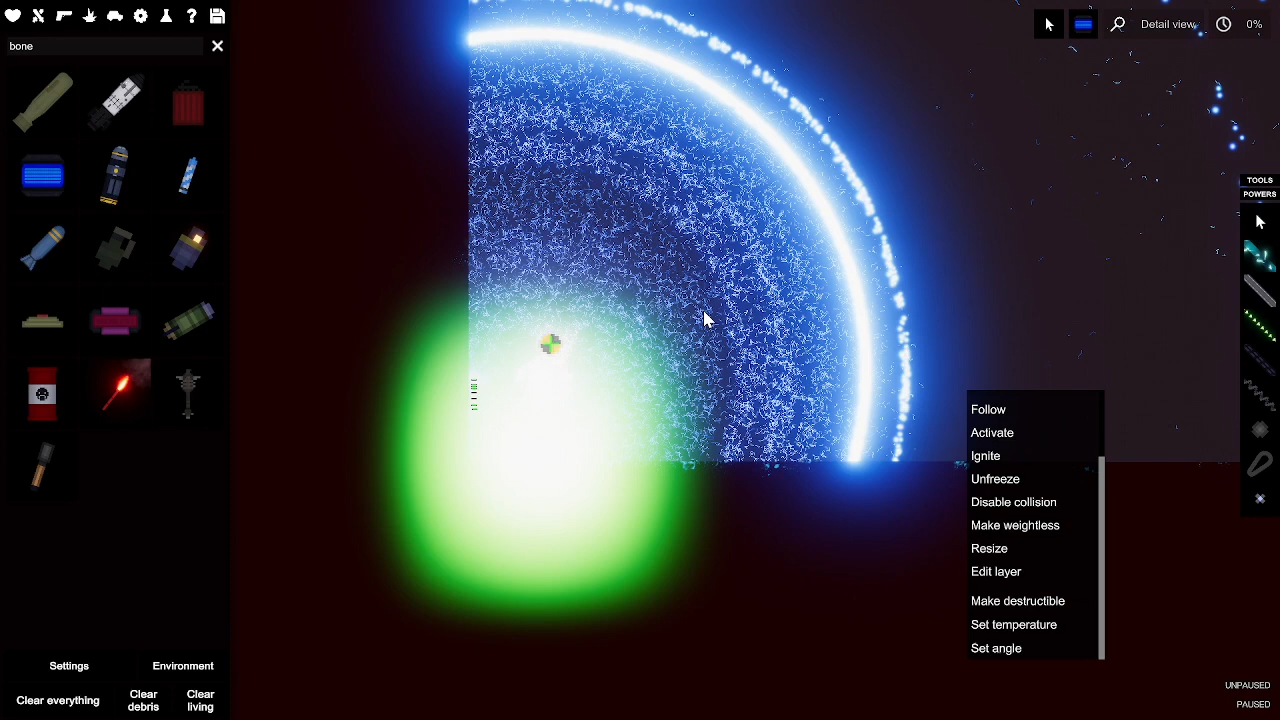 bone
Detail view
0%
TOOLS
POWERS
Follow
Activate
Ignite
Unfreeze
Disable collision
Make weightless
Resize
Edit layer
Make destructible
Set temperature
Set angle
Settings
Environment
Clear everything
Clear
debris
Clear
living
UNPAUSED
PAUSED